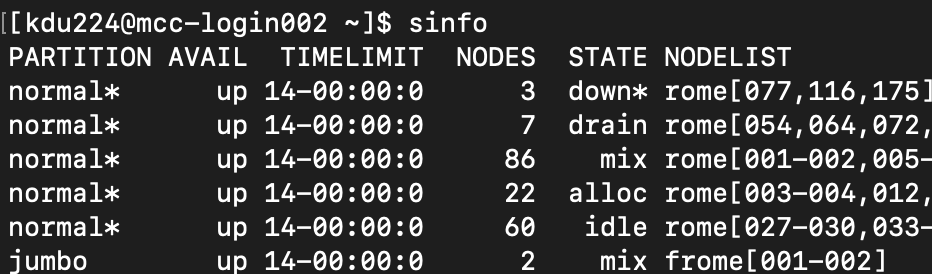 [[kdu224@mcc-login002 ~]$ sinfo
PARTITION AVAIL  TIMELIMIT  NODES  STATE NODELIST
normal*      up 14-00:00:0      3  down* rome[077,116,175]
normal*      up 14-00:00:0      7  drain rome[054,064,072,
normal*      up 14-00:00:0     86    mix rome[001-002,005-
normal*      up 14-00:00:0     22  alloc rome[003-004,012,
normal*      up 14-00:00:0     60   idle rome[027-030,033-
jumbo        up 14-00:00:0      2    mix frome[001-002]